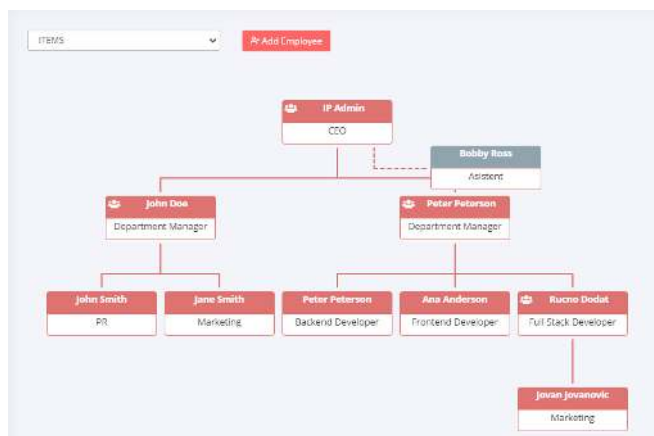 ITEMS
Add Employee
IP Admin
CEO
Bobby Ross
Asistent
John Doe
Department Manager
Peter Peterson
Department Manager
John Smith
PR
Jane Smith
Marketing
Peter Peterson
Backend Developer
Ana Anderson
Frontend Developer
Rucno Dodat
Full Stack Developer
Jovan Jovanovic
Marketing